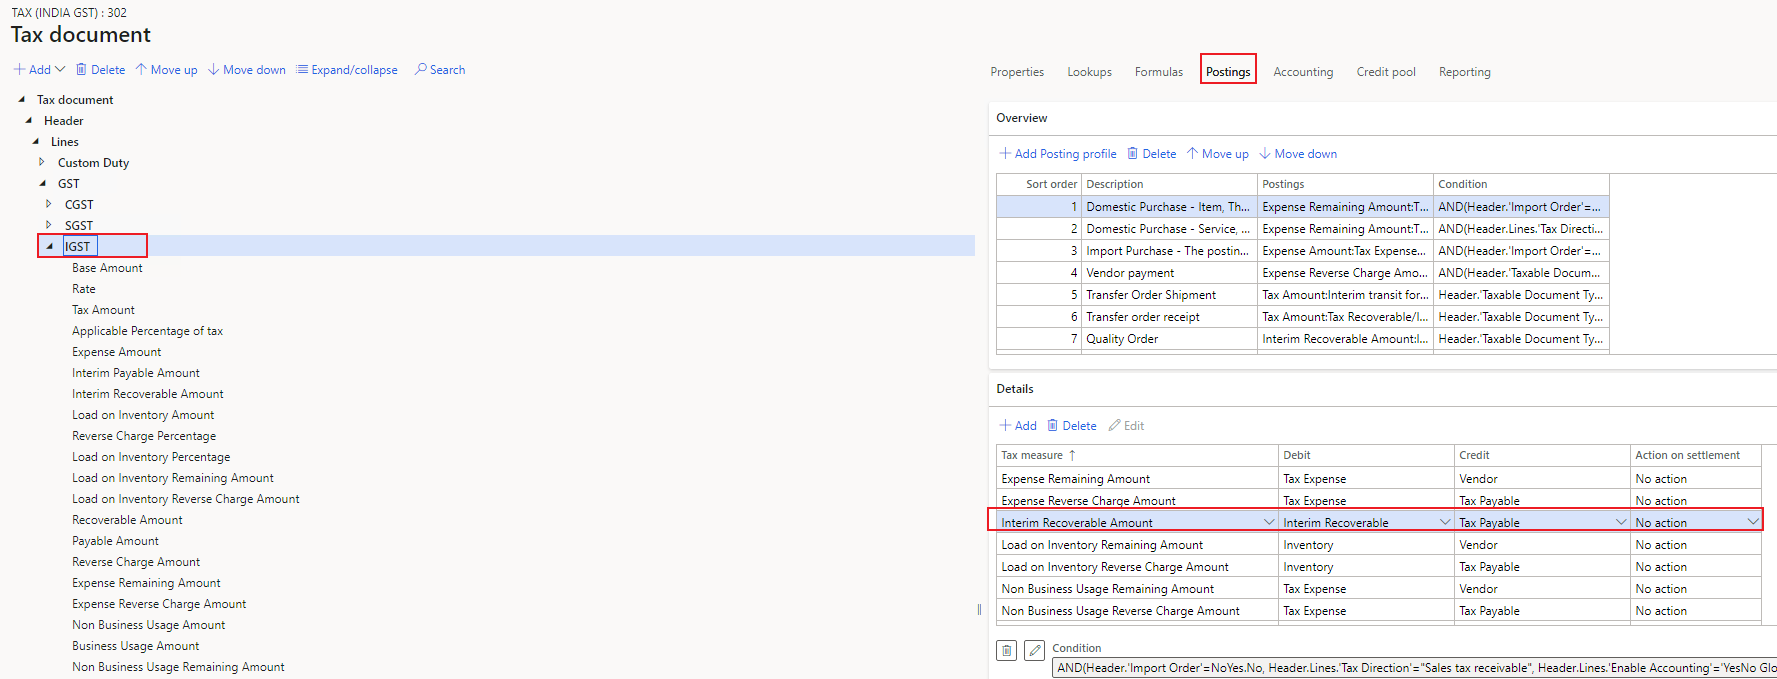 TAX (INDIA GST) : 302
Tax document
Add Delete Move up Move down Expand/collapse Search
Tax document
Header
Lines
Custom Duty
GST
CGST
SGST
IGST
Base Amount
Rate
Tax Amount
Applicable Percentage of tax
Expense Amount
Interim Payable Amount
Interim Recoverable Amount
Load on Inventory Amount
Reverse Charge Percentage
Load on Inventory Percentage
Load on Inventory Remaining Amount
Load on Inventory Reverse Charge Amount
Recoverable Amount
Payable Amount
Reverse Charge Amount
Expense Remaining Amount
Expense Reverse Charge Amount
Non Business Usage Amount
Business Usage Amount
Non Business Usage Remaining Amount
Properties Lookups Formulas Postings Accounting Credit pool Reporting
Overview
Add Posting profile Delete Move up Move down
Sort order Description Postings Condition
1 Domestic Purchase - Item, Th... Expense Remaining Amount:T... AND(Header.'Import Order'=...
2 Domestic Purchase - Service, ... Expense Remaining Amount:T... AND(Header.Lines.'Tax Directi...
3 Import Purchase - The postin... Expense Amount:Tax Expense... AND(Header.'Import Order'=...
4 Vendor payment Expense Reverse Charge Amo... AND(Header.'Taxable Docum...
5 Transfer Order Shipment Tax Amount:Interim transit for... Header.'Taxable Document Ty...
6 Transfer order receipt Tax Amount:Tax Recoverable/I... Header.'Taxable Document Ty...
7 Quality Order Interim Recoverable Amount:I... Header.'Taxable Document Ty...
Details
Add Delete Edit
Tax measure Debit Credit Action on settlement
Expense Remaining Amount Tax Expense Vendor No action
Expense Reverse Charge Amount Tax Expense Tax Payable No action
Interim Recoverable Amount Interim Recoverable Tax Payable No action
Load on Inventory Remaining Amount Inventory Vendor No action
Load on Inventory Reverse Charge Amount Inventory Tax Payable No action
Non Business Usage Remaining Amount Tax Expense Vendor No action
Non Business Usage Reverse Charge Amount Tax Expense Tax Payable No action
Condition
AND(Header.'Import Order'=NoYes.No, Header.Lines.'Tax Direction'="Sales tax receivable", Header.Lines.'Enable Accounting'='YesNo Glo